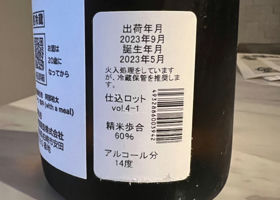 お酒は
20歳に
なってから
(with a meal)
出荷年月
2023年9月
誕生年月
2023年5月
火入処理をしています
が、冷蔵保管を推奨しま
す。
仕込ロット
vol.4-1
精米歩合
60%
アルコール分
14度
4932886003942